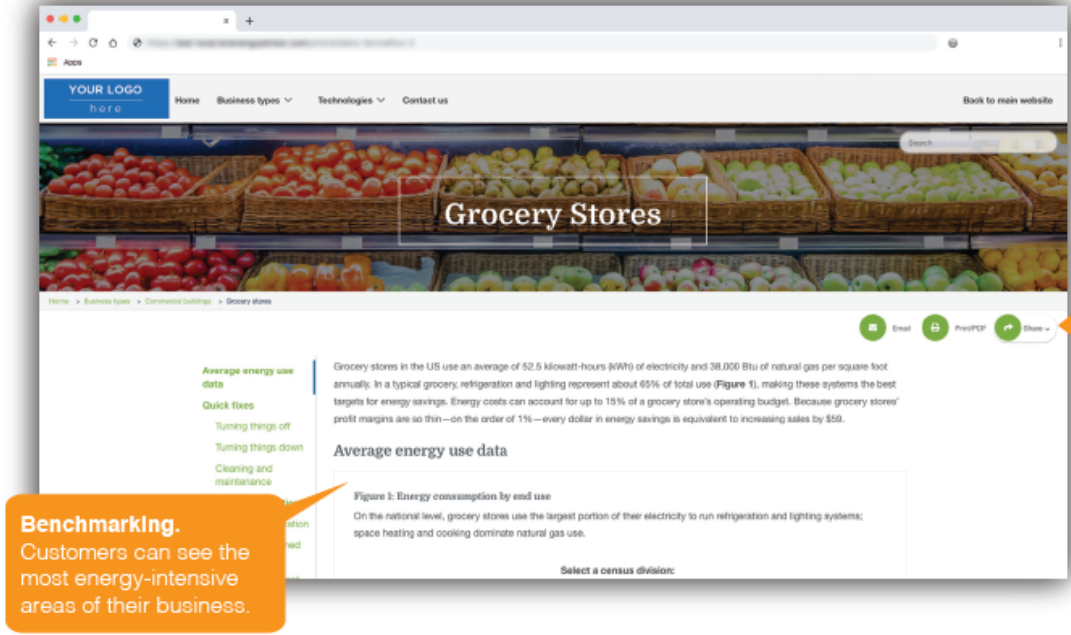 Apps
YOUR LOGO
here
Home
Business types
Technologies
Contact us
Back to main website
Search
Grocery Stores
Home > Business types > Commercial buildings > Grocery stores
Email
Print/PDF
Share
Average energy use
data
Quick fixes
Turning things off
Turning things down
Cleaning and
maintenance
Grocery stores in the US use an average of 52.5 kilowatt-hours (kWh) of electricity and 38,000 Btu of natural gas per square foot
annually. In a typical grocery, refrigeration and lighting represent about 65% of total use (Figure 1), making these systems the best
targets for energy savings. Energy costs can account for up to 15% of a grocery store's operating budget. Because grocery stores'
profit margins are so thin—on the order of 1%—every dollar in energy savings is equivalent to increasing sales by $59.
Average energy use data
Figure 1: Energy consumption by end use
On the national level, grocery stores use the largest portion of their electricity to run refrigeration and lighting systems;
space heating and cooking dominate natural gas use.
Select a census division:
Benchmarking.
Customers can see the
most energy-intensive
areas of their business.